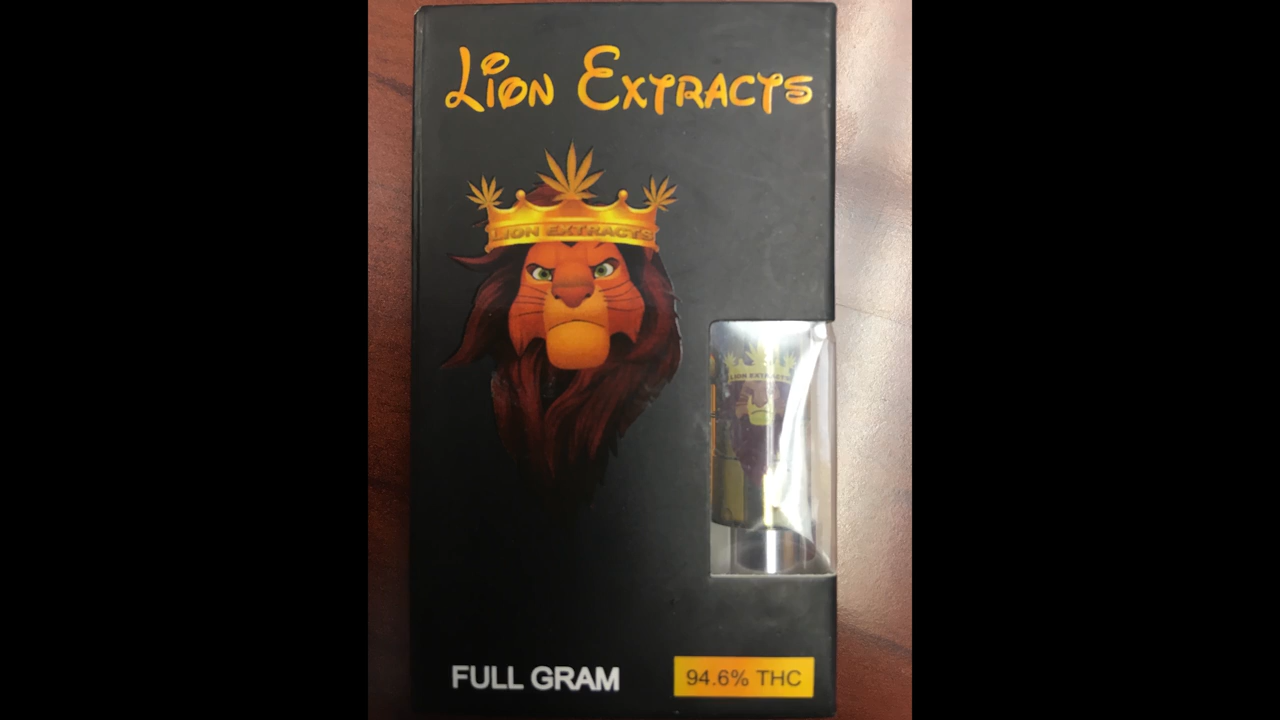 Lion Extracts
LION EXTRACTS
LION EXTRACTS
FULL GRAM
94.6% THC